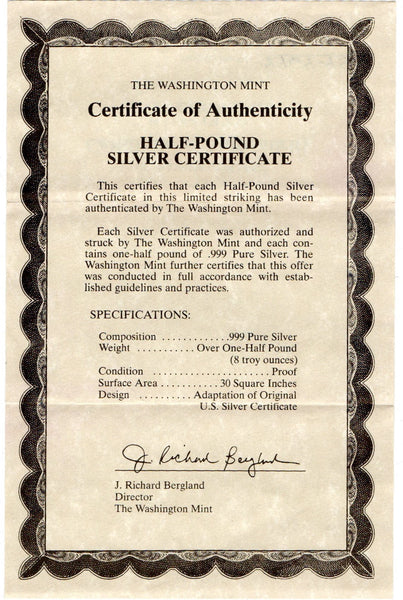 THE WASHINGTON MINT
Certificate of Authenticity
HALF-POUND
SILVER CERTIFICATE
This certifies that each Half-Pound Silver
Certificate in this limited striking has been
authenticated by The Washington Mint.
Each Silver Certificate was authorized and
struck by The Washington Mint and each con-
tains one-half pound of .999 Pure Silver. The
Washington Mint further certifies that this offer
was conducted in full accordance with estab-
lished guidelines and practices.
SPECIFICATIONS:
Composition . . . . . . . . . . . . .999 Pure Silver
Weight . . . . . . . . . . Over One-Half Pound
(8 troy ounces)
Condition . . . . . . . . . . . . . . . . . . . . . Proof
Surface Area . . . . . . . . . . 30 Square Inches
Design . . . . . . . . . Adaptation of Original
U.S. Silver Certificate
J. Richard Bergland
J. Richard Bergland
Director
The Washington Mint